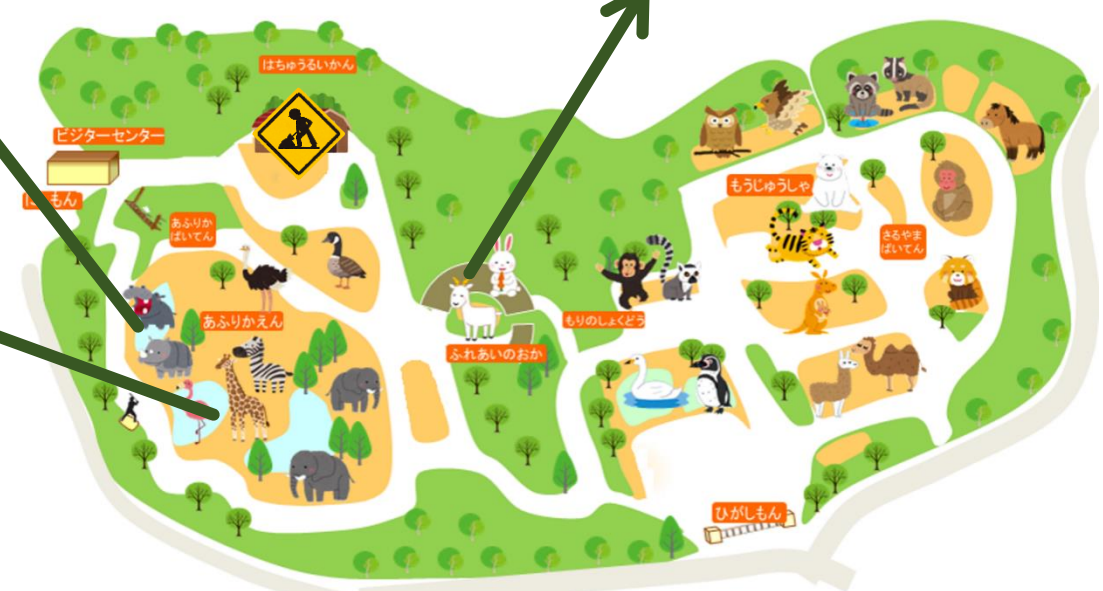 はちゅうるいかん
ビジターセンター
もん
あふりか
ばいてん
あふりかえん
ふれあいのおか
もりのしょくどう
もうじゅうしゃ
さるやま
ばいてん
ひがしもん